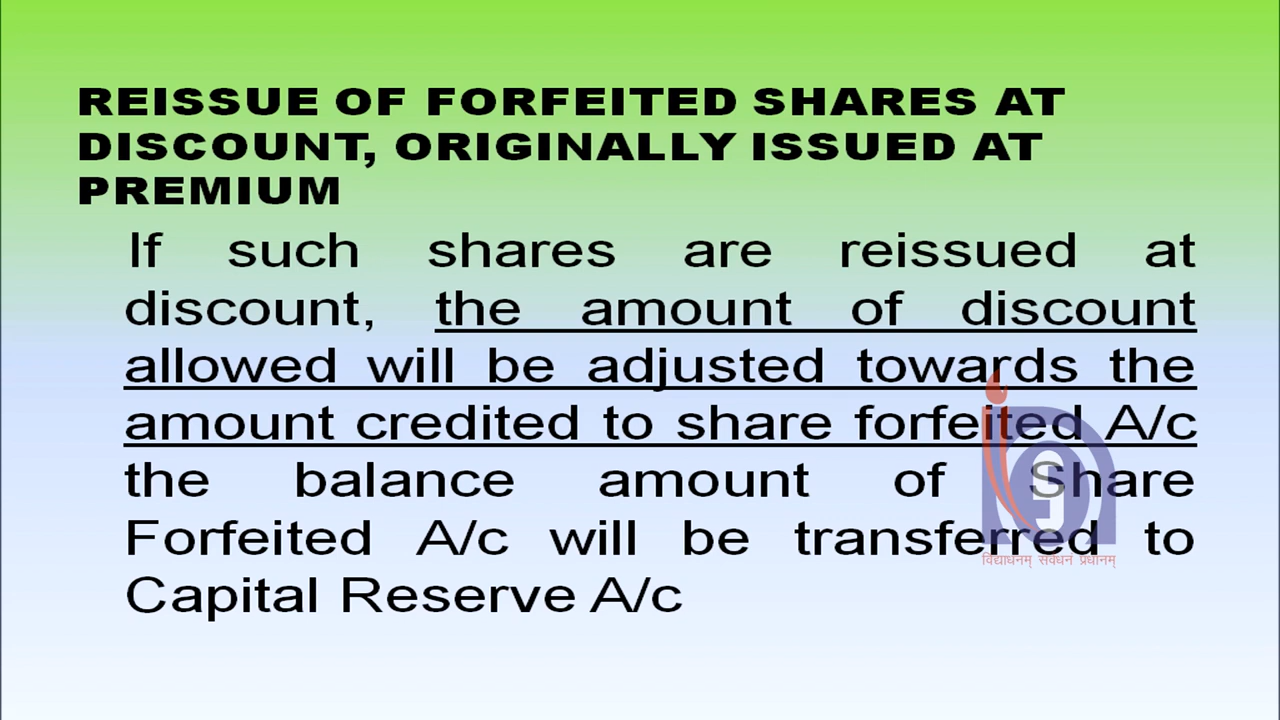 REISSUE OF FORFEITED SHARES AT
DISCOUNT, ORIGINALLY ISSUED AT
PREMIUM
If such shares are reissued at
discount, the amount of discount
allowed will be adjusted towards the
amount credited to share forfeited A/c
the balance amount of Share
Forfeited A/c will be transferred to
Capital Reserve A/c
विद्याधनम् सर्वधन प्रधानम्